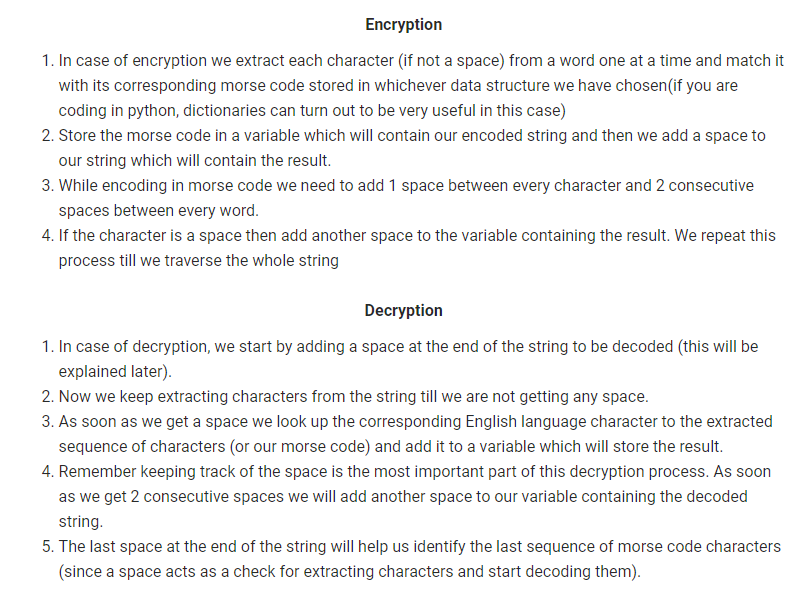 Encryption
1. In case of encryption we extract each character (if not a space) from a word one at a time and match it
with its corresponding morse code stored in whichever data structure we have chosen(if you are
coding in python, dictionaries can turn out to be very useful in this case)
2. Store the morse code in a variable which will contain our encoded string and then we add a space to
our string which will contain the result.
3. While encoding in morse code we need to add 1 space between every character and 2 consecutive
spaces between every word.
4. If the character is a space then add another space to the variable containing the result. We repeat this
process till we traverse the whole string
Decryption
1. In case of decryption, we start by adding a space at the end of the string to be decoded (this will be
explained later).
2. Now we keep extracting characters from the string till we are not getting any space.
3. As soon as we get a space we look up the corresponding English language character to the extracted
sequence of characters (or our morse code) and add it to a variable which will store the result.
4. Remember keeping track of the space is the most important part of this decryption process. As soon
as we get 2 consecutive spaces we will add another space to our variable containing the decoded
string.
5. The last space at the end of the string will help us identify the last sequence of morse code characters
(since a space acts as a check for extracting characters and start decoding them).